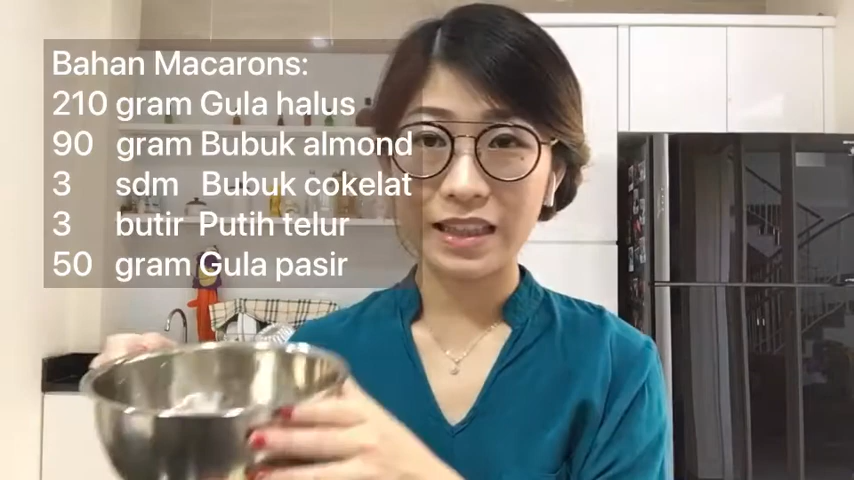 Bahan Macarons:
210 gram Gula halus
90 gram Bubuk almond
3 sdm Bubuk cokelat
3 butir Putih telur
50 gram Gula pasir